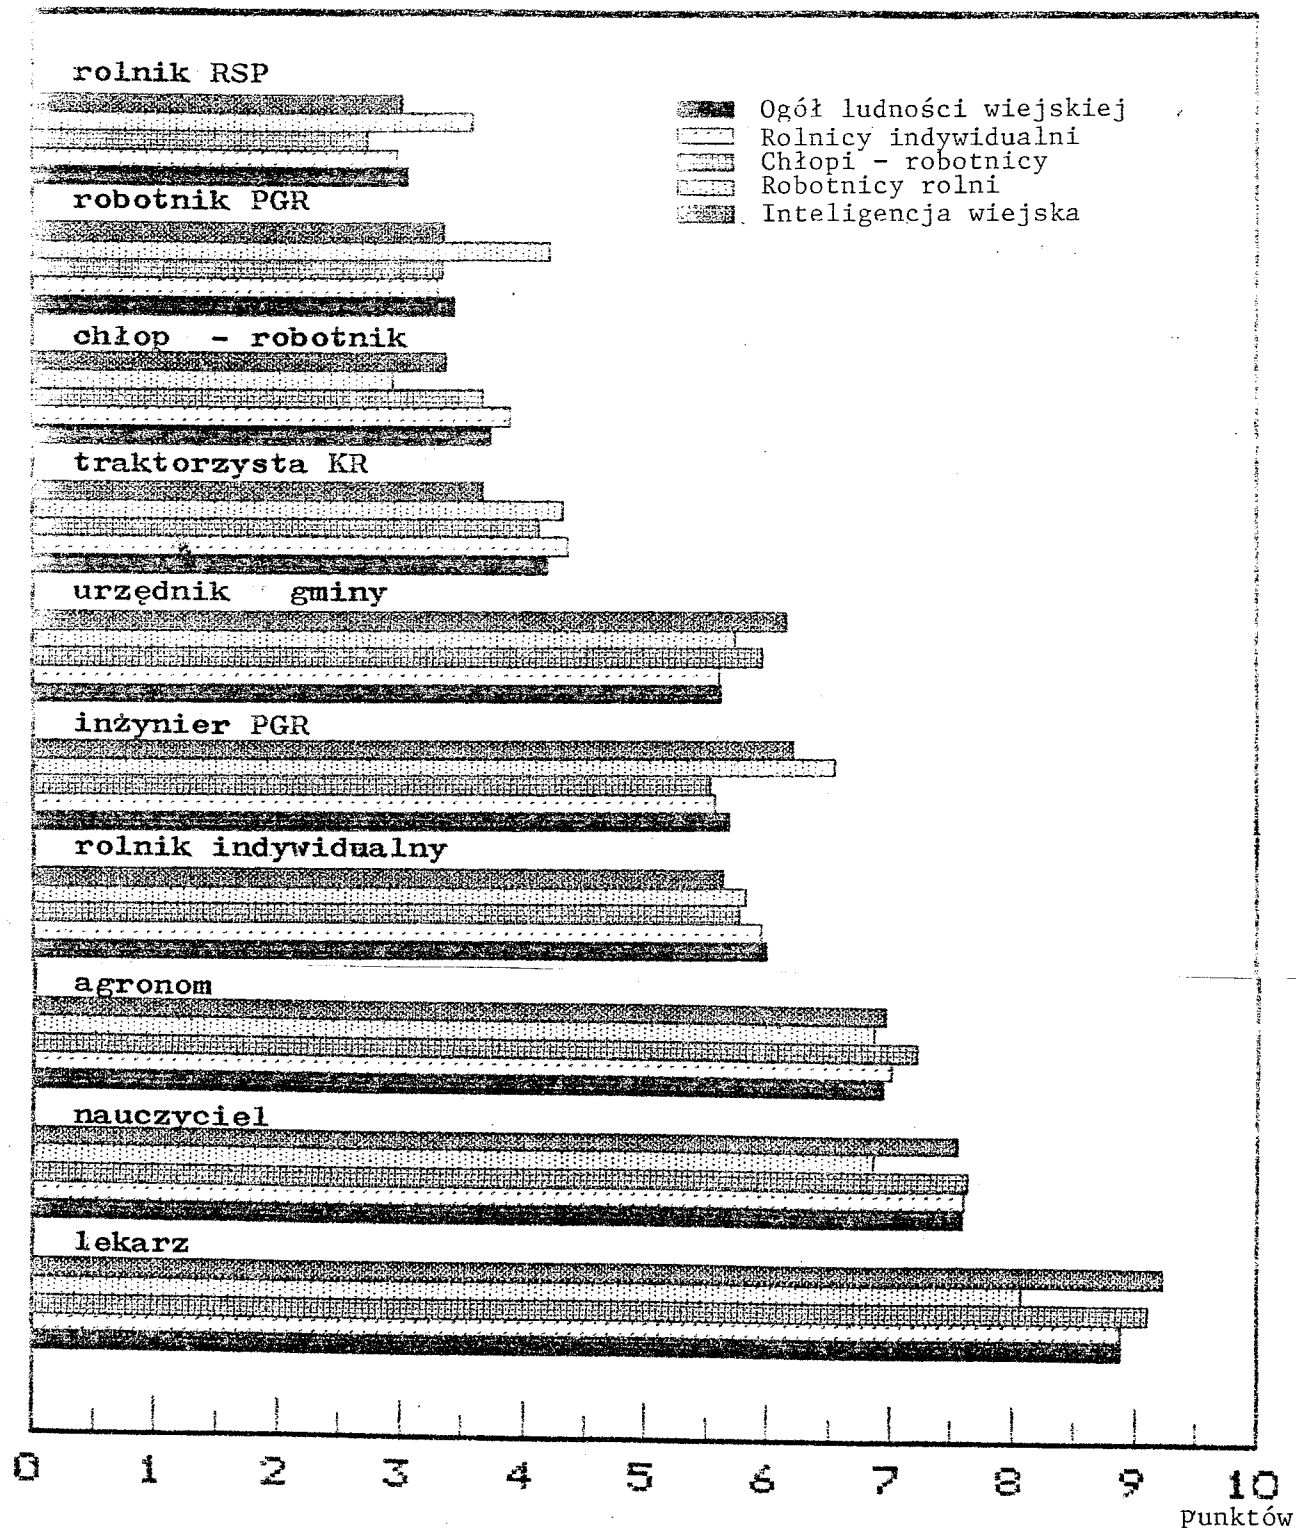 rolnik RSP
Ogół ludności wiejskiej
Rolnicy indywidualni
Chłopi - robotnicy
Robotnicy rolni
Inteligencja wiejska
robotnik PGR
chłop - robotnik
traktorzysta KR
urzędnik gminy
inżynier PGR
rolnik indywidualny
agronom
nauczyciel
lekarz
0 1 2 3 4 5 6 7 8 9 10
punktów